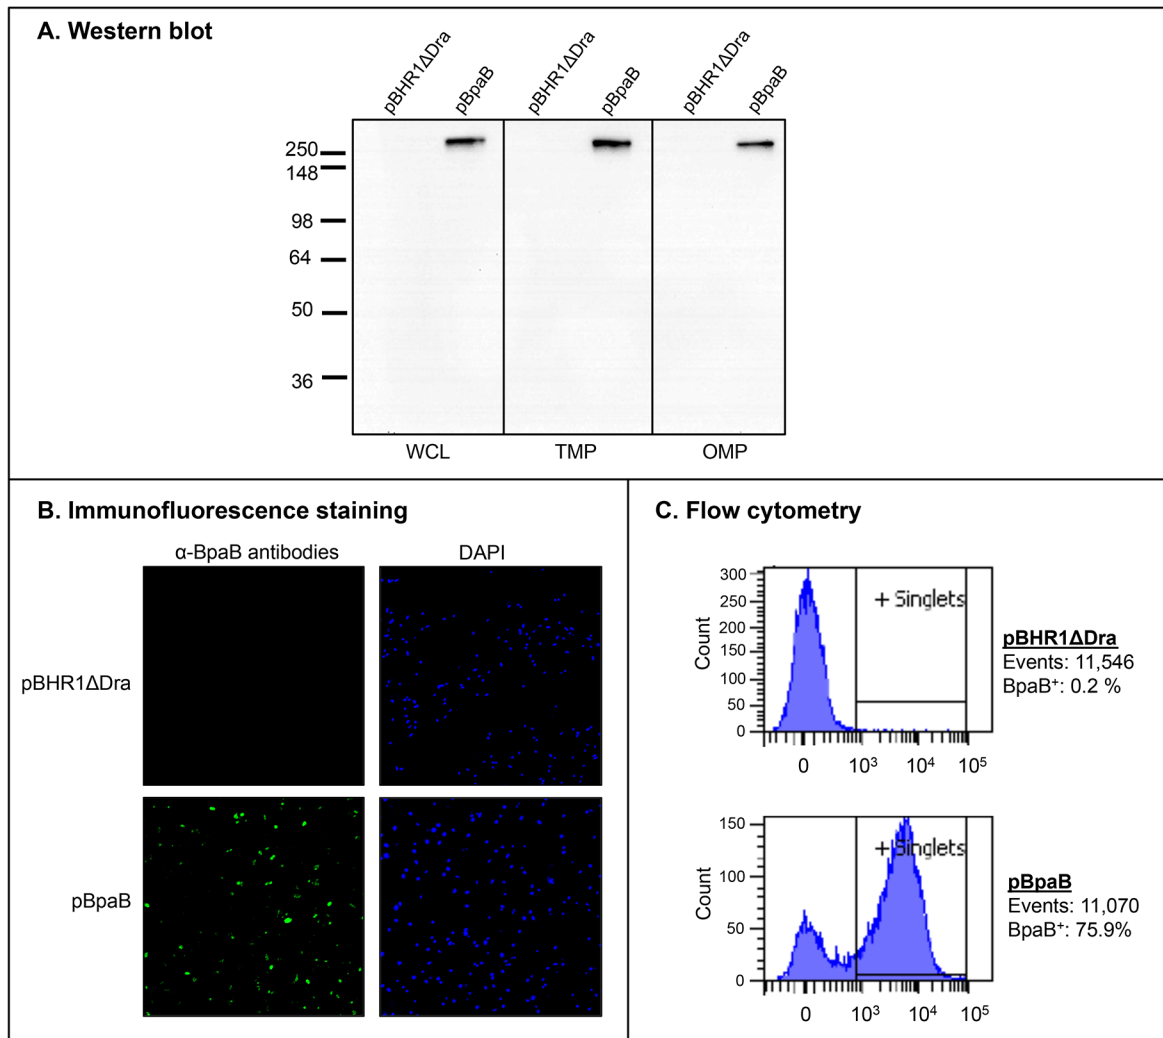 A. Western blot
pBHR1ΔDra
pBpaB
pBHR1ΔDra
pBpaB
pBHR1ΔDra
pBpaB
250
148
98
64
50
36
WCL
TMP
OMP
B. Immunofluorescence staining
α-BpaB antibodies
DAPI
pBHR1ΔDra
pBpaB
C. Flow cytometry
300
250
200
150
100
50
0
Count
+ Singlets
0
10³
10⁴
10⁵
pBHR1ΔDra
Events: 11,546
BpaB⁺: 0.2 %
150
100
50
0
Count
+ Singlets
0
10³
10⁴
10⁵
pBpaB
Events: 11,070
BpaB⁺: 75.9%